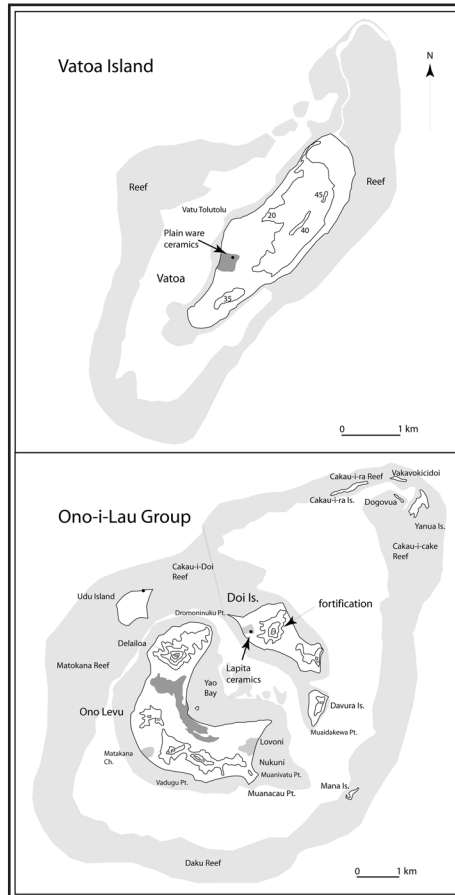 Vatoa Island
N
Reef
Reef
45
Vatu Tolutolu
20
40
Plain ware
ceramics
Vatoa
35
0 1 km
Cakau-i-ra Reef
Vakavokicidoi
Cakau-i-ra Is.
Dogovua
Yanua Is.
Ono-i-Lau Group
Cakau-i-cake
Reef
Cakau-i-Doi
Reef
Udu Island
Doi Is.
fortification
Dromoninuku Pt.
Delailoa
Lapita
ceramics
Matokana Reef
Yao
Bay
Ono Levu
Davura Is.
Muaidakewa Pt.
Lovoni
Matakana
Ch.
Nukuni
Muanivatu Pt.
Vadugu Pt.
Muanacau Pt.
Mana Is.
Daku Reef
0 1 km